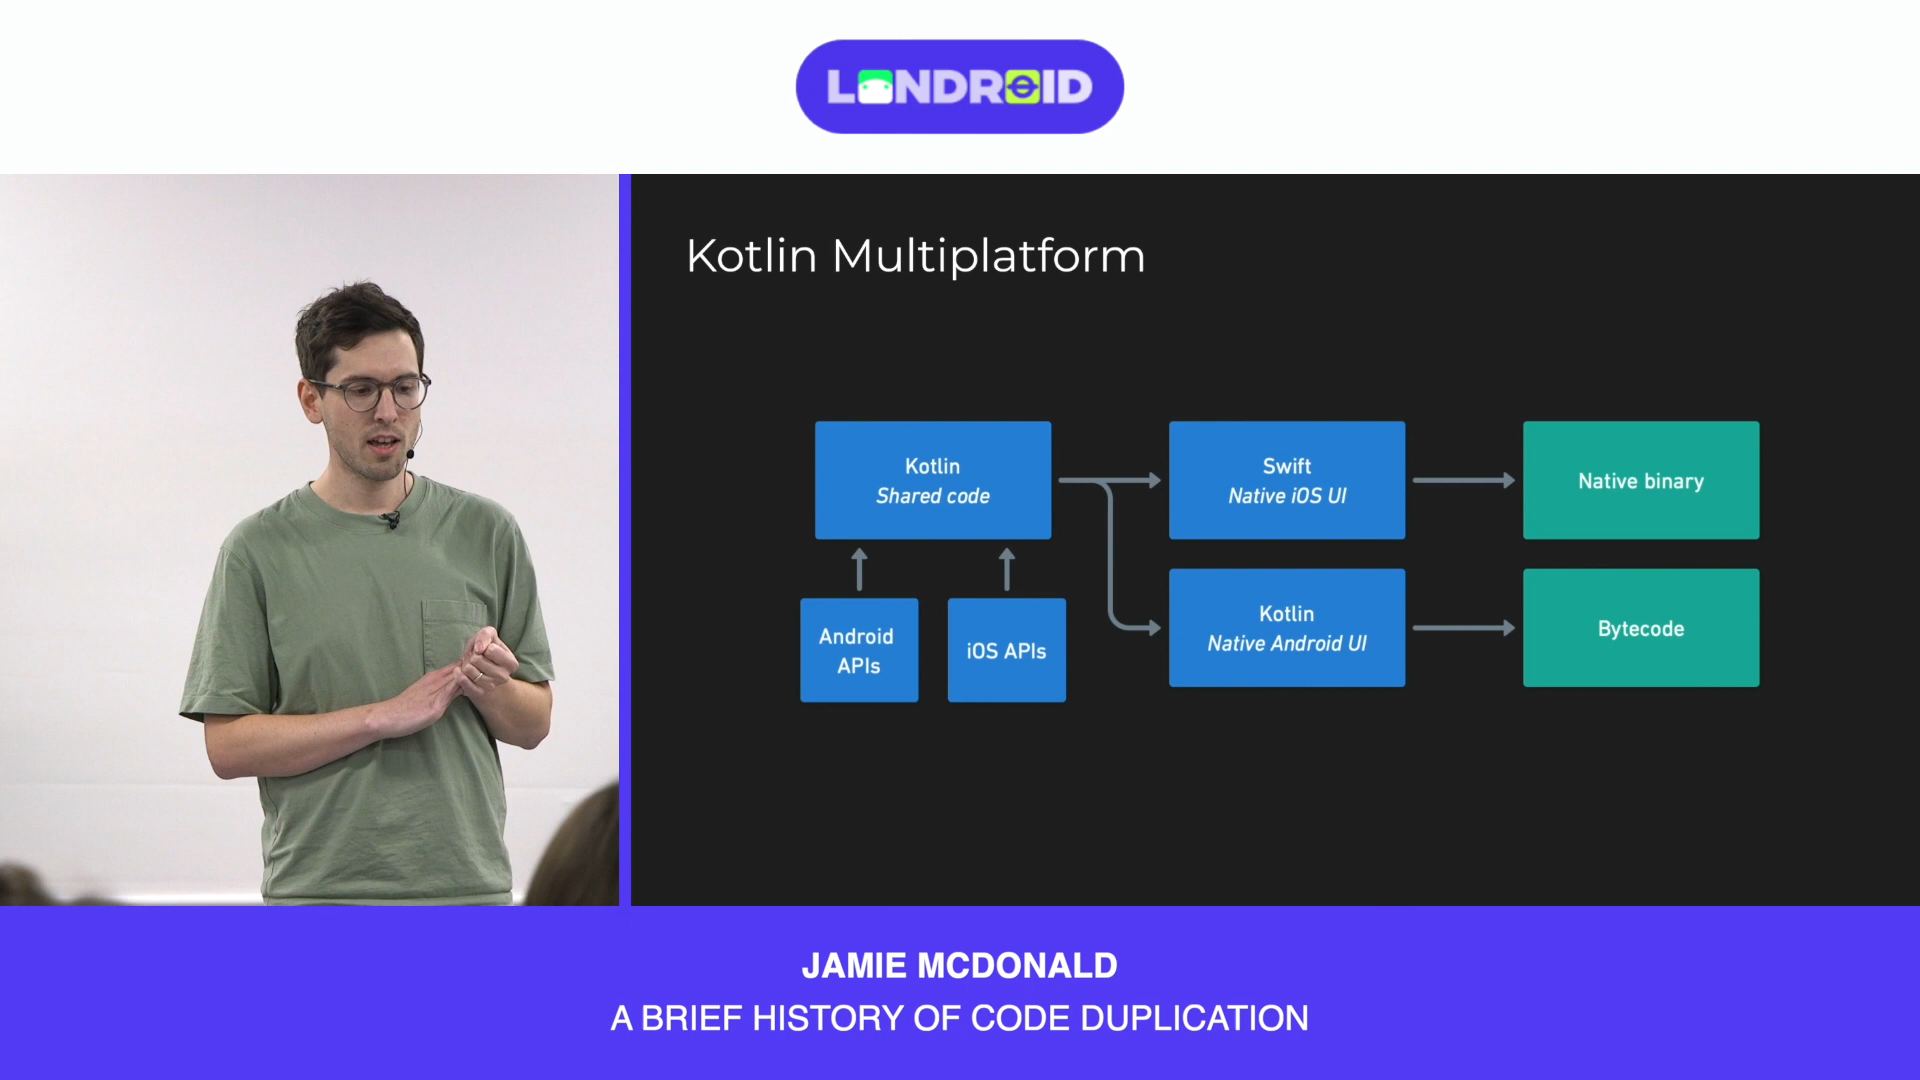 LONDROID
Kotlin Multiplatform
Kotlin
Shared code
Swift
Native iOS UI
Native binary
Android
APIs
iOS APIs
Kotlin
Native Android UI
Bytecode
JAMIE MCDONALD
A BRIEF HISTORY OF CODE DUPLICATION